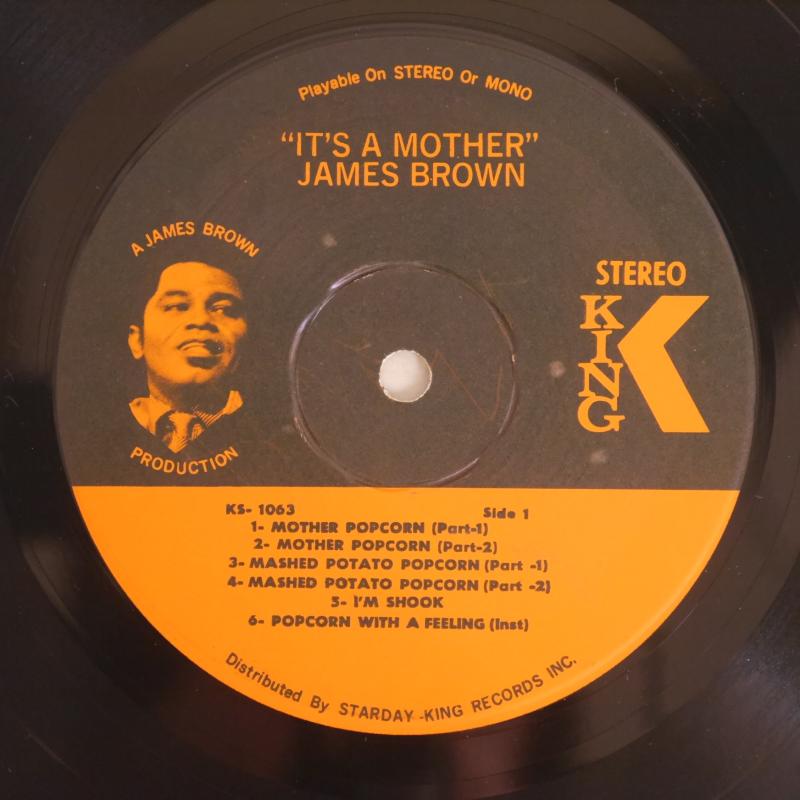 Playable On STEREO Or MONO
"IT'S A MOTHER"
JAMES BROWN
A JAMES BROWN
PRODUCTION
STEREO
KING
K
KS- 1063 Side 1
1- MOTHER POPCORN (Part-1)
2- MOTHER POPCORN (Part-2)
3- MASHED POTATO POPCORN (Part -1)
4- MASHED POTATO POPCORN (Part -2)
5- I'M SHOOK
6- POPCORN WITH A FEELING (Inst)
Distributed By STARDAY-KING RECORDS INC.